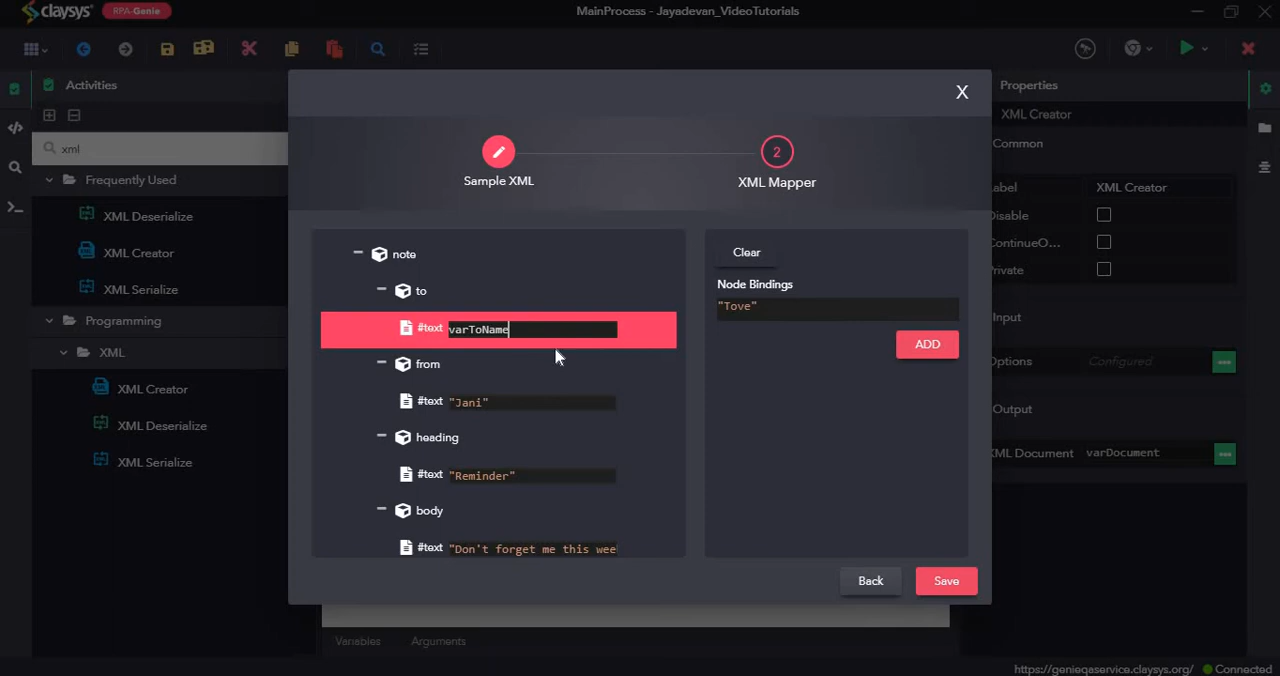 claysys RPA-Genie MainProcess - Jayadevan_VideoTutorials
Activities
xml
Frequently Used
XML Deserialize
XML Creator
XML Serialize
Programming
XML
XML Creator
XML Deserialize
XML Serialize
X
Sample XML
2
XML Mapper
note
to
#text varToName
from
#text "Jani"
heading
#text "Reminder"
body
#text "Don't forget me this wee
Clear
Node Bindings
"Tove"
ADD
Back
Save
Properties
XML Creator
Common
Label XML Creator
Disable
ContinueO...
Private
Input
Options Configured
Output
XML Document varDocument
Variables Arguments
https://genieqaservice.claysys.org/ Connected